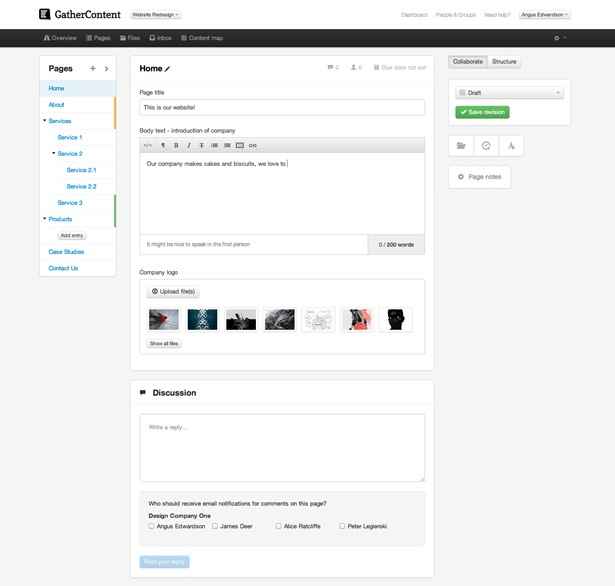 GatherContent
Website Redesign
Dashboard People & Groups Need help? Angus Edwardson
Overview Pages Files Inbox Content map
Pages
Home
About
Services
Service 1
Service 2
Service 2.1
Service 2.2
Service 3
Products
Add entry
Case Studies
Contact Us
Home
0 0 Due date not set
Page title
This is our website!
Body text - introduction of company
</> ¶ B I T
Our company makes cakes and biscuits, we love to
It might be nice to speak in the first person
0 / 200 words
Company logo
Upload file(s)
Show all files
Discussion
Write a reply...
Who should receive email notifications for comments on this page?
Design Company One
Angus Edwardson James Deer Alice Ratcliffe Peter Legierski
Post your reply
Collaborate Structure
Draft
Save revision
Page notes